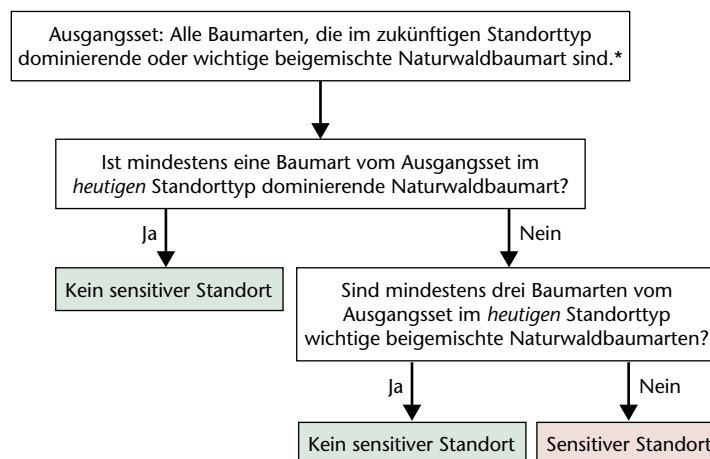 Ausgangsset: Alle Baumarten, die im zukünftigen Standorttyp
dominierende oder wichtige beigemischte Naturwaldbaumart sind.*
Ist mindestens eine Baumart vom Ausgangsset im
heutigen Standorttyp dominierende Naturwaldbaumart?
Ja
Nein
Kein sensitiver Standort
Sind mindestens drei Baumarten vom
Ausgangsset im heutigen Standorttyp
wichtige beigemischte Naturwaldbaumarten?
Ja
Nein
Kein sensitiver Standort
Sensitiver Standort